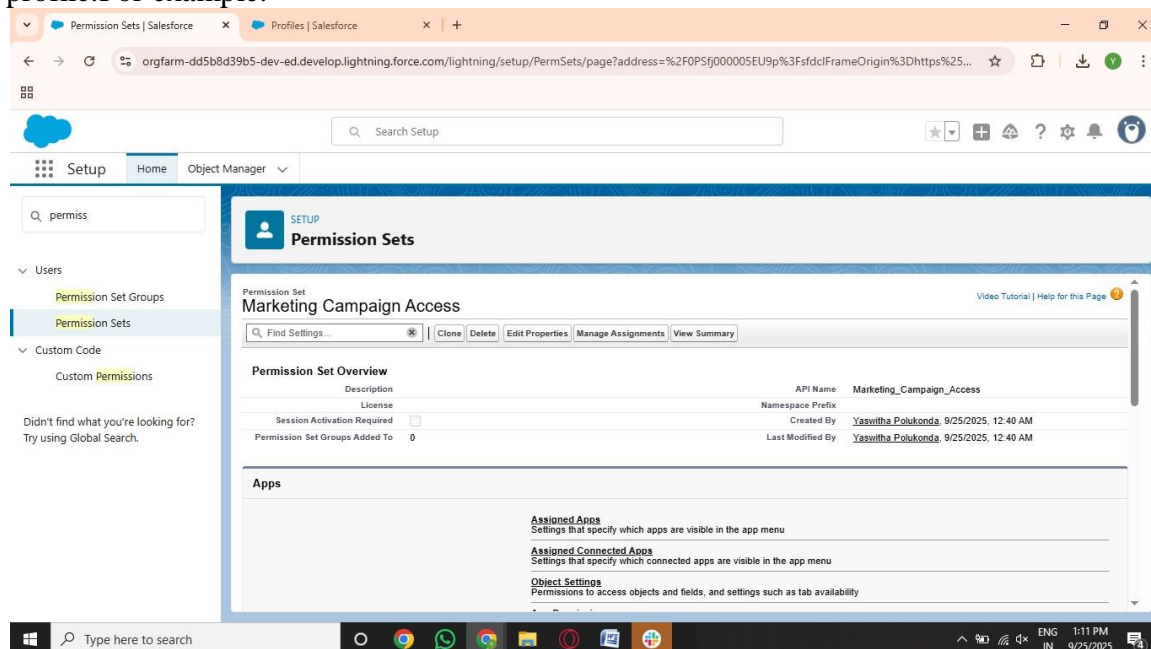 profile.For example:
Permission Sets | Salesforce
Profiles | Salesforce
orgfarm-dd5b8d39b5-dev-ed.develop.lightning.force.com/lightning/setup/PermSets/page?address=%2F0PSfj000005EU9p%3FsfdclFrameOrigin%3Dhttps%25...
Y
Search Setup
Setup
Home
Object Manager
permiss
SETUP
Permission Sets
Users
Permission Set Groups
Permission Sets
Custom Code
Custom Permissions
Didn't find what you're looking for?
Try using Global Search.
Permission Set
Marketing Campaign Access
Video Tutorial | Help for this Page
Find Settings...
Clone Delete Edit Properties Manage Assignments View Summary
Permission Set Overview
Description
API Name Marketing_Campaign_Access
License
Namespace Prefix
Session Activation Required
Created By Yaswitha Polukonda, 9/25/2025, 12:40 AM
Permission Set Groups Added To 0
Last Modified By Yaswitha Polukonda, 9/25/2025, 12:40 AM
Apps
Assigned Apps
Settings that specify which apps are visible in the app menu
Assigned Connected Apps
Settings that specify which connected apps are visible in the app menu
Object Settings
Permissions to access objects and fields, and settings such as tab availability
Type here to search
ENG
IN
1:11 PM
9/25/2025